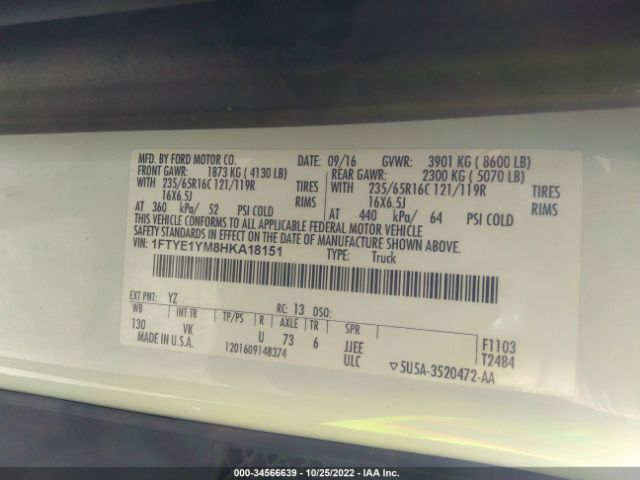 MFD. BY FORD MOTOR CO. DATE: 09/16 GVWR: 3901 KG ( 8600 LB)
FRONT GAWR: 1873 KG ( 4130 LB) REAR GAWR: 2300 KG ( 5070 LB)
WITH 235/65R16C 121/119R TIRES WITH 235/65R16C 121/119R TIRES
16X6.5J RIMS 16X6.5J RIMS
AT 360 kPa/ 52 PSI COLD AT 440 kPa/ 64 PSI COLD
THIS VEHICLE CONFORMS TO ALL APPLICABLE FEDERAL MOTOR VEHICLE
SAFETY STANDARDS IN EFFECT ON THE DATE OF MANUFACTURE SHOWN ABOVE.
VIN: 1FTYE1YM8HKA18151 TYPE: Truck
EXT PNT: YZ RC: 13 DSO:
WB INT TR TP/PS R AXLE TR SPR F1103
130 VK U 73 6 JJEE T2484
MADE IN U.S.A. 1201609148374 ULC ▽5U5A-3520472-AA
000-34566639 - 10/25/2022 - IAA Inc.